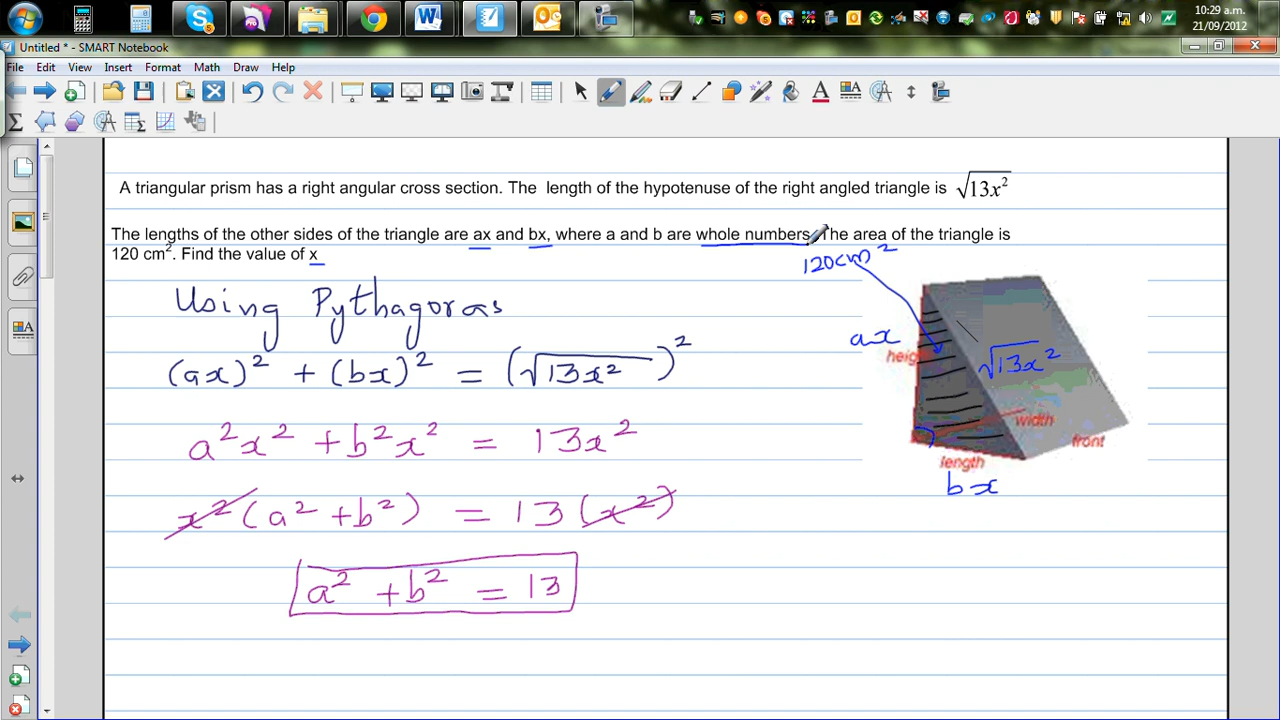 10:29 a.m.
21/09/2012
Untitled * - SMART Notebook
File Edit View Insert Format Math Draw Help
A triangular prism has a right angular cross section. The length of the hypotenuse of the right angled triangle is √13x²
The lengths of the other sides of the triangle are ax and bx, where a and b are whole numbers. The area of the triangle is
120 cm². Find the value of x
120cm²
Using Pythagoras
ax
(ax)² + (bx)² = (√13x²)²
√13x²
a²x² + b²x² = 13x²
width
front
length
bx
x²(a² + b²) = 13(x²)
a² + b² = 13